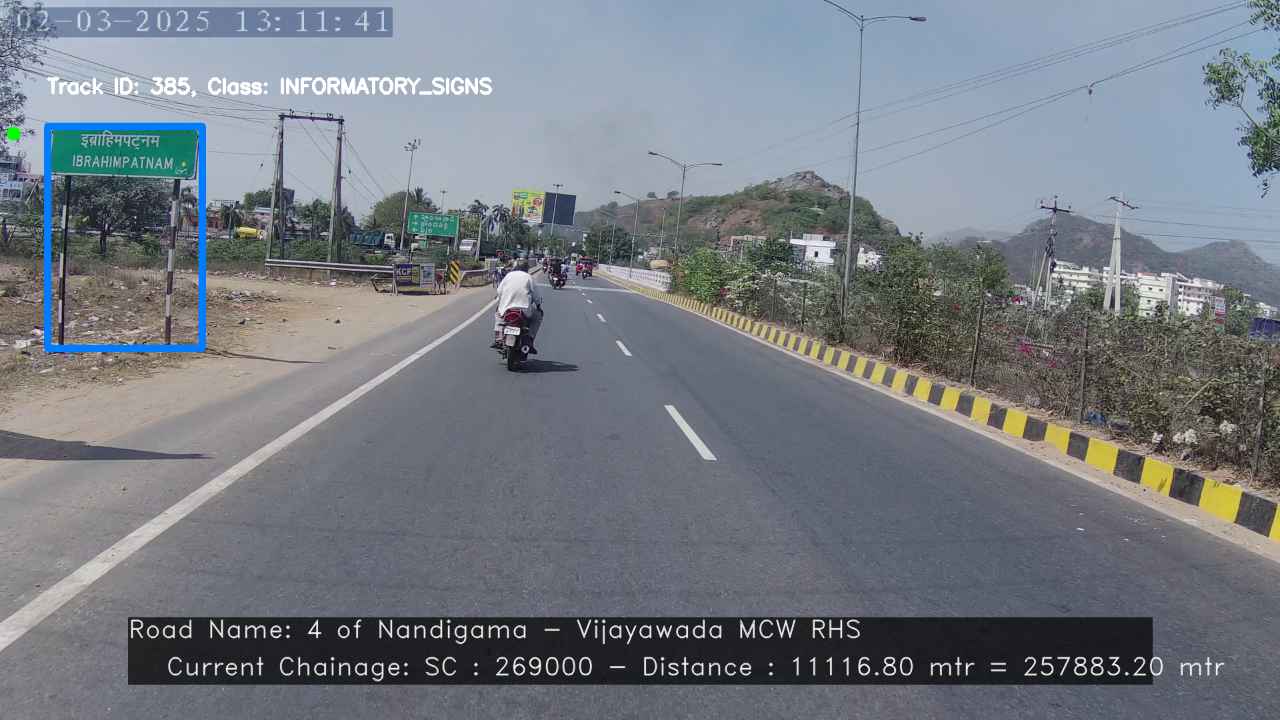 02-03-2025 13:11:41
Track ID: 385, Class: INFORMATORY_SIGNS
इब्राहिमपट्नम
IBRAHIMPATNAM
Road Name: 4 of Nandigama - Vijayawada MCW RHS
Current Chainage: SC : 269000 - Distance : 11116.80 mtr = 257883.20 mtr